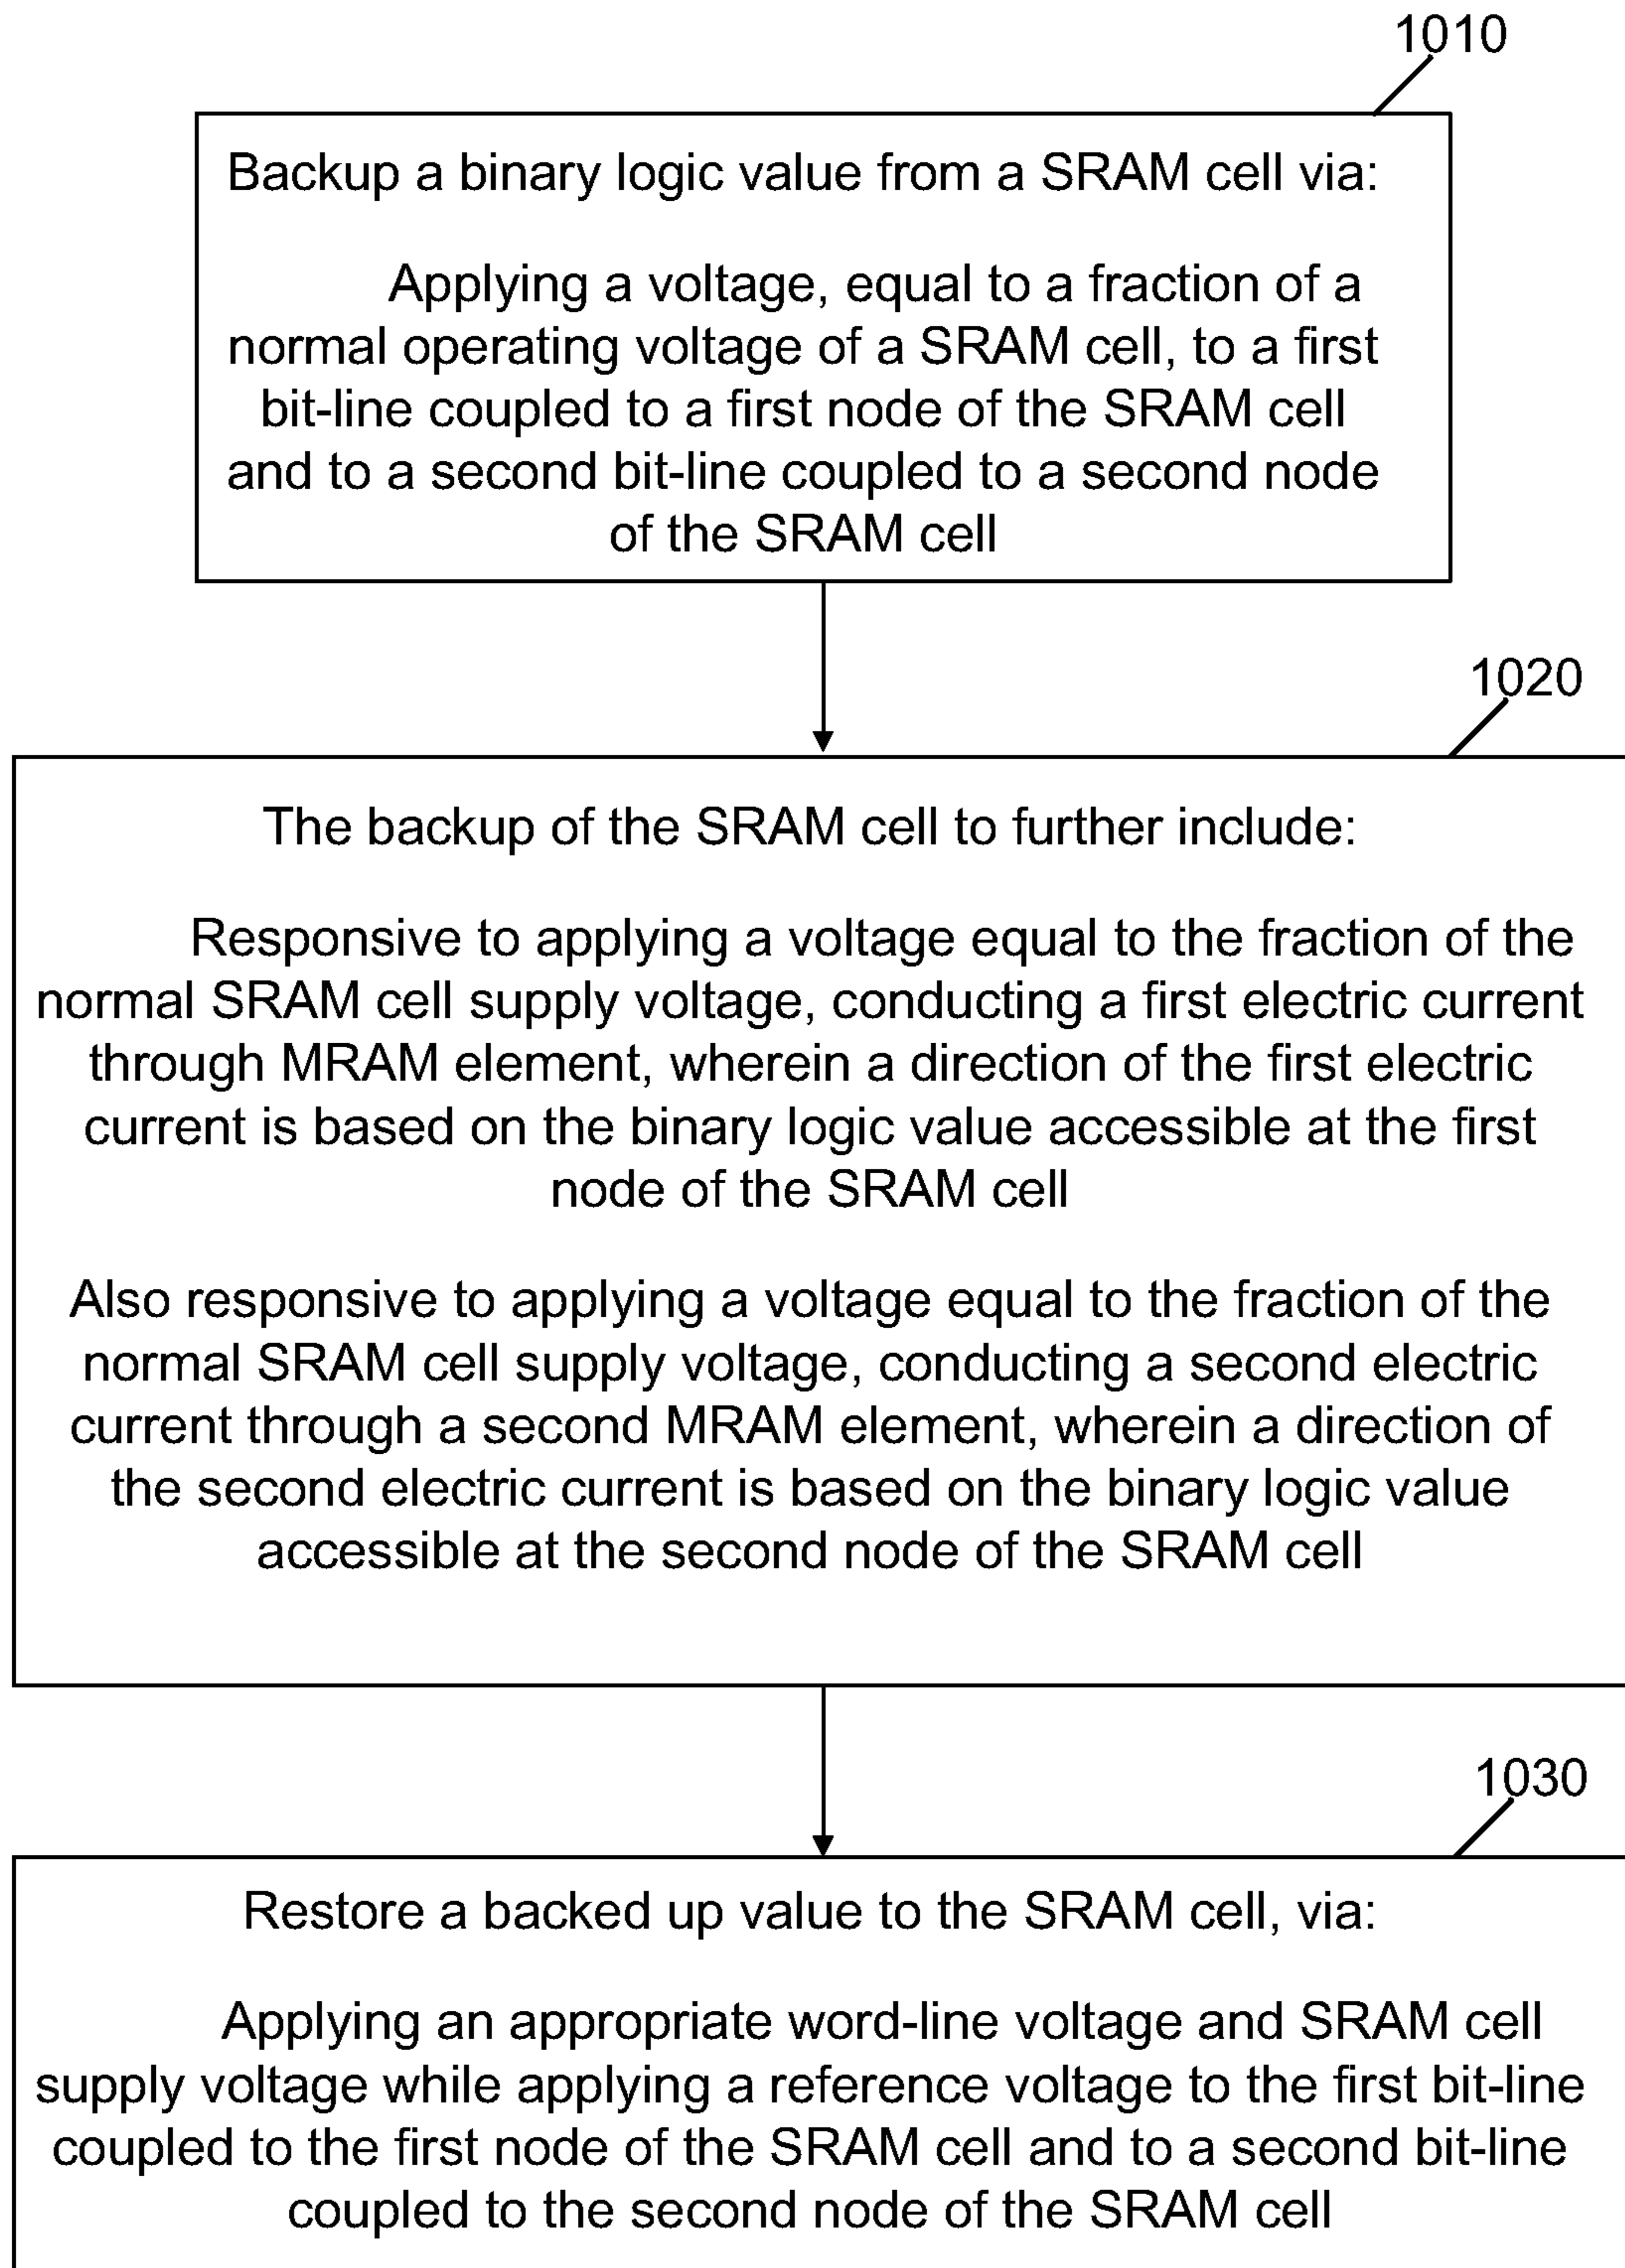 1010
Backup a binary logic value from a SRAM cell via:
Applying a voltage, equal to a fraction of a
normal operating voltage of a SRAM cell, to a first
bit-line coupled to a first node of the SRAM cell
and to a second bit-line coupled to a second node
of the SRAM cell
1020
The backup of the SRAM cell to further include:
Responsive to applying a voltage equal to the fraction of the
normal SRAM cell supply voltage, conducting a first electric current
through MRAM element, wherein a direction of the first electric
current is based on the binary logic value accessible at the first
node of the SRAM cell
Also responsive to applying a voltage equal to the fraction of the
normal SRAM cell supply voltage, conducting a second electric
current through a second MRAM element, wherein a direction of
the second electric current is based on the binary logic value
accessible at the second node of the SRAM cell
1030
Restore a backed up value to the SRAM cell, via:
Applying an appropriate word-line voltage and SRAM cell
supply voltage while applying a reference voltage to the first bit-line
coupled to the first node of the SRAM cell and to a second bit-line
coupled to the second node of the SRAM cell